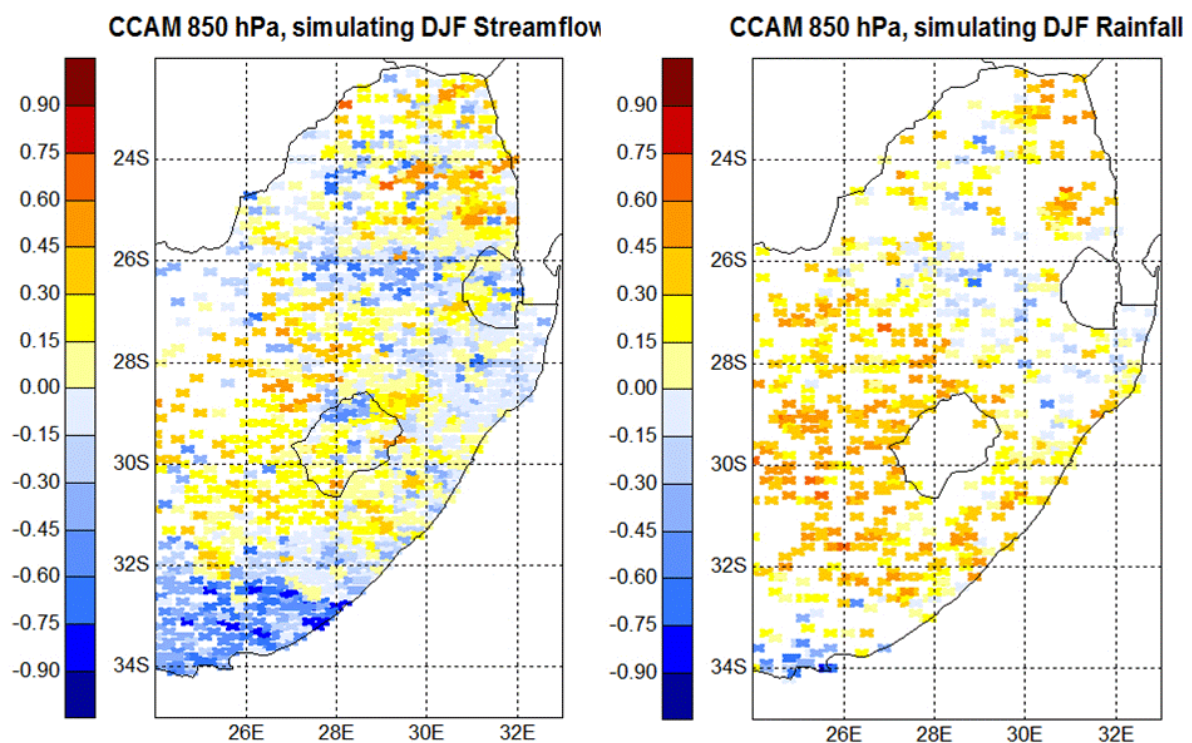 CCAM 850 hPa, simulating DJF Streamflow
0.90
0.75
0.60
0.45
0.30
0.15
0.00
-0.15
-0.30
-0.45
-0.60
-0.75
-0.90
24S
26S
28S
30S
32S
34S
26E 28E 30E 32E
CCAM 850 hPa, simulating DJF Rainfall
0.90
0.75
0.60
0.45
0.30
0.15
0.00
-0.15
-0.30
-0.45
-0.60
-0.75
-0.90
24S
26S
28S
30S
32S
34S
26E 28E 30E 32E